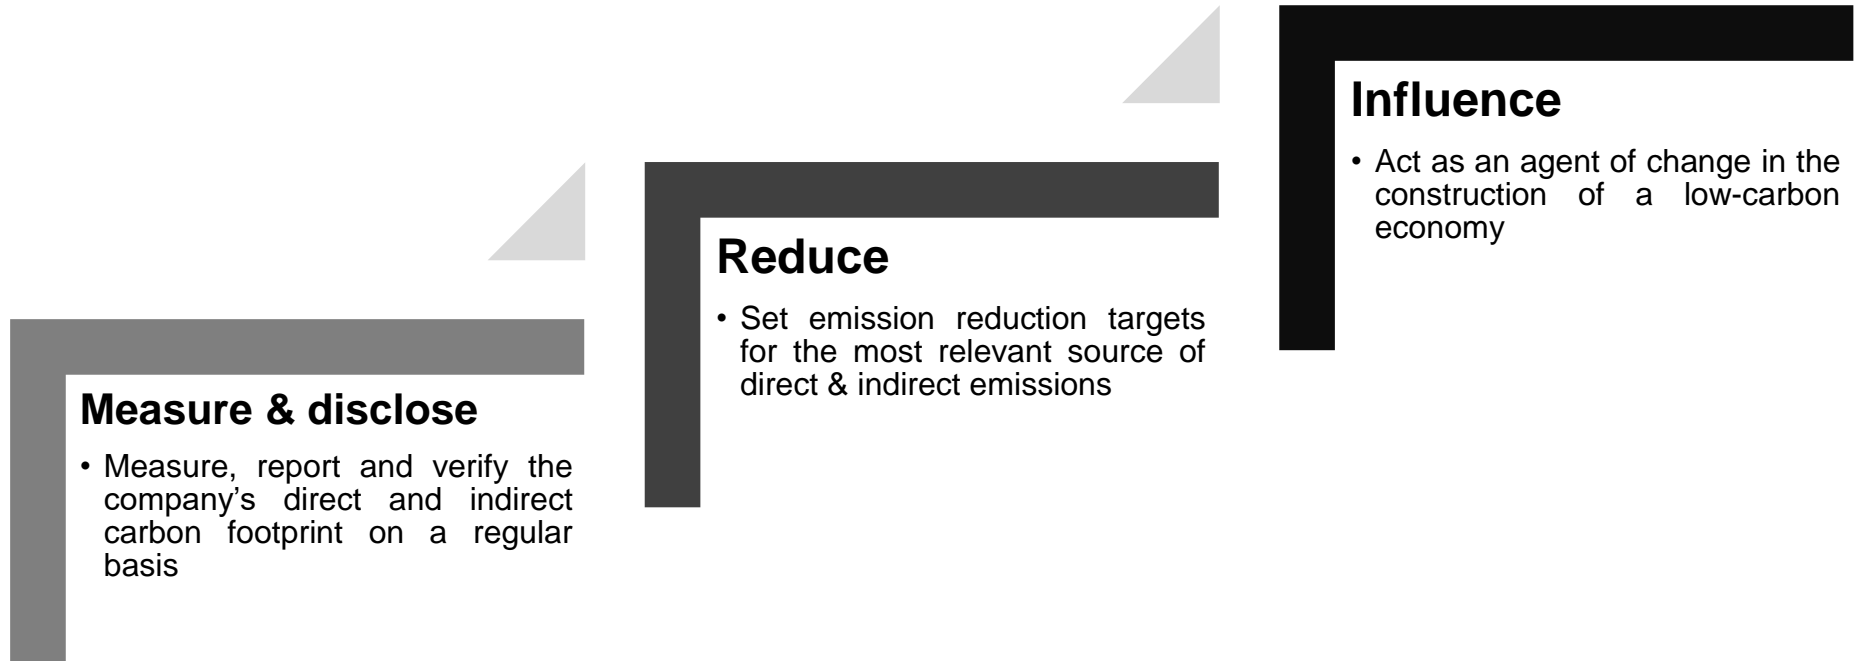 Measure & disclose
• Measure, report and verify the
company’s direct and indirect
carbon footprint on a regular
basis
Reduce
• Set emission reduction targets
for the most relevant source of
direct & indirect emissions
Influence
• Act as an agent of change in the
construction of a low-carbon
economy